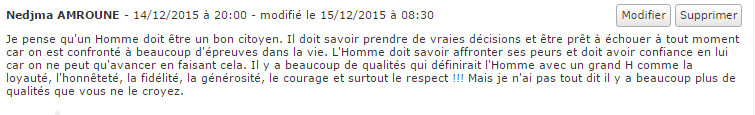 Nedjma AMROUNE - 14/12/2015 à 20:00 - modifié le 15/12/2015 à 08:30 Modifier Supprimer
Je pense qu'un Homme doit être un bon citoyen. Il doit savoir prendre de vraies décisions et être prêt à échouer à tout moment
car on est confronté à beaucoup d'épreuves dans la vie. L'Homme doit savoir affronter ses peurs et doit avoir confiance en lui
car on ne peut qu'avancer en faisant cela. Il y a beaucoup de qualités qui définirait l'Homme avec un grand H comme la
loyauté, l'honnêteté, la fidélité, la générosité, le courage et surtout le respect !!! Mais je n'ai pas tout dit il y a beaucoup plus de
qualités que vous ne le croyez.